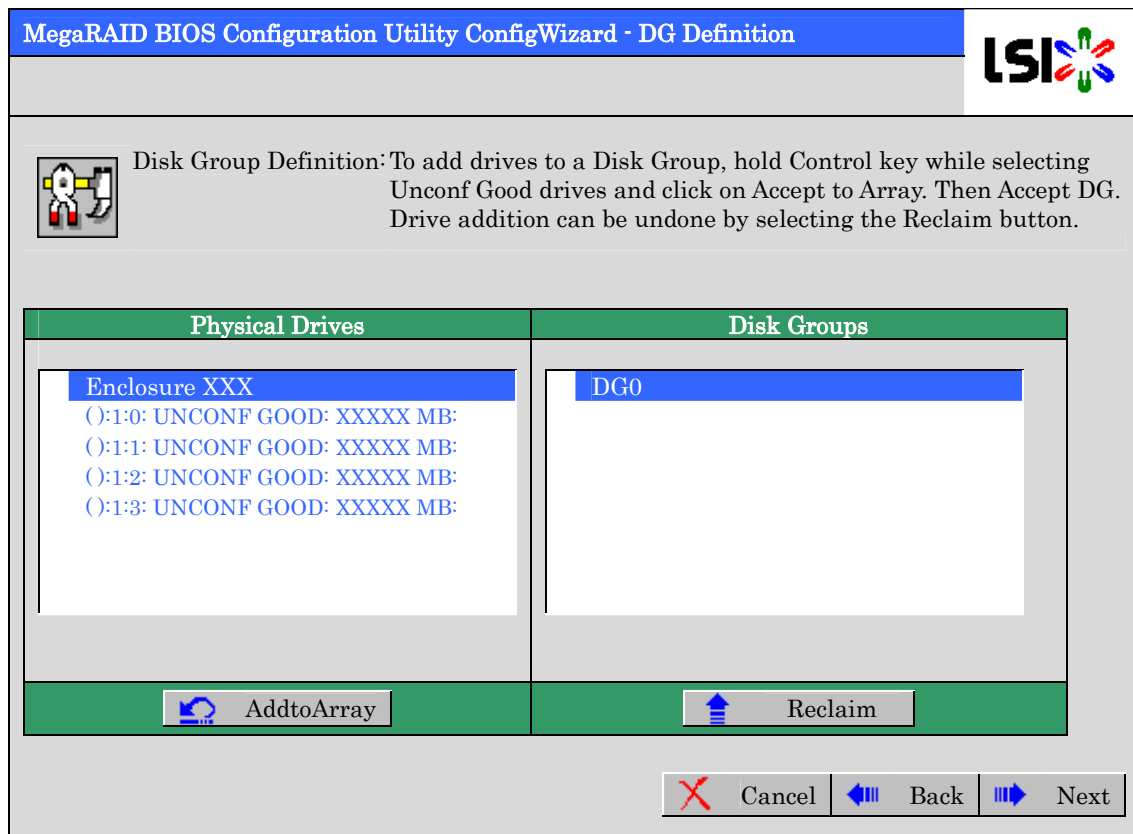 MegaRAID BIOS Configuration Utility ConfigWizard - DG Definition
LSI
Disk Group Definition: To add drives to a Disk Group, hold Control key while selecting
Unconf Good drives and click on Accept to Array. Then Accept DG.
Drive addition can be undone by selecting the Reclaim button.
Physical Drives
Disk Groups
Enclosure XXX
( ):1:0: UNCONF GOOD: XXXXX MB:
( ):1:1: UNCONF GOOD: XXXXX MB:
( ):1:2: UNCONF GOOD: XXXXX MB:
( ):1:3: UNCONF GOOD: XXXXX MB:
DG0
AddtoArray
Reclaim
Cancel
Back
Next